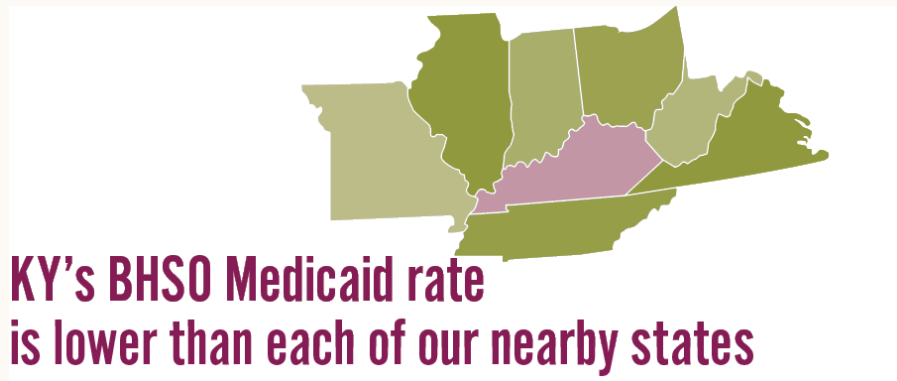 KY’s BHSO Medicaid rate
is lower than each of our nearby states